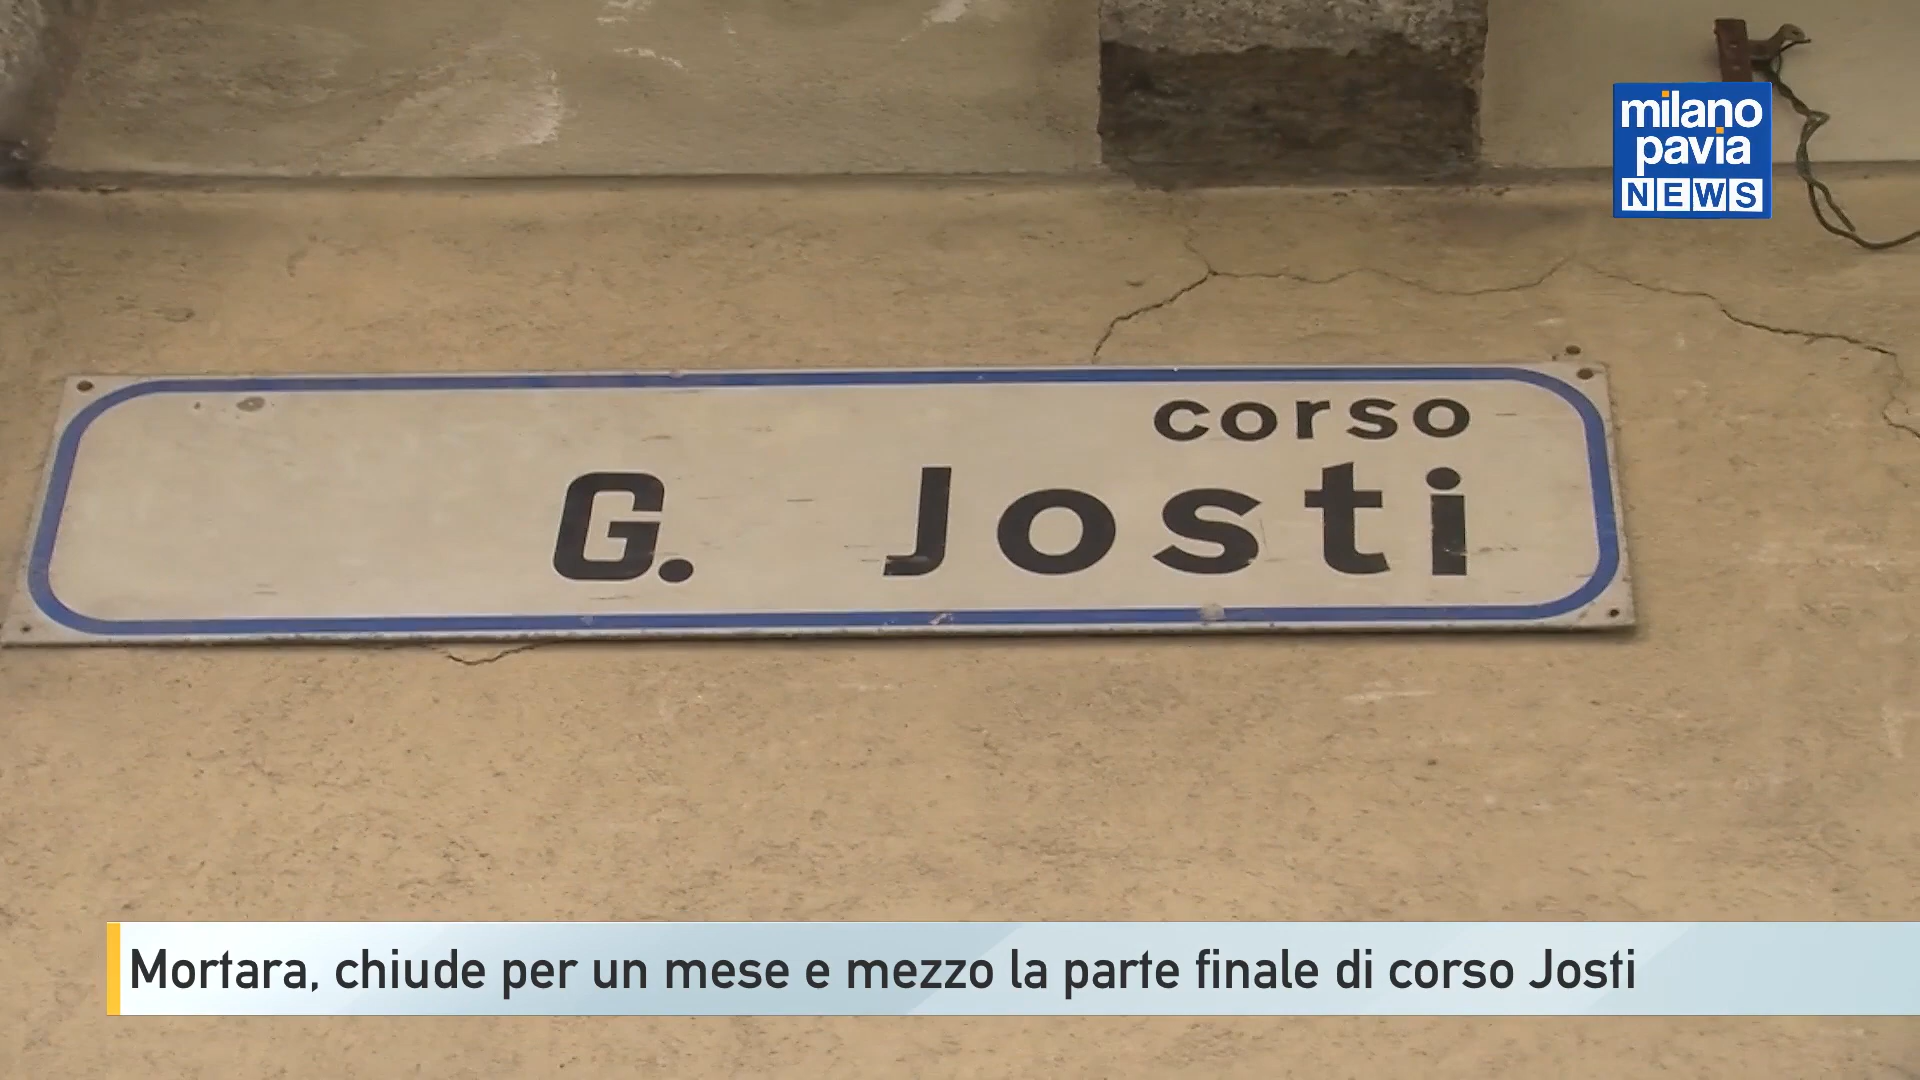 milano
pavia
NEWS
corso
G. Josti
Mortara, chiude per un mese e mezzo la parte finale di corso Josti